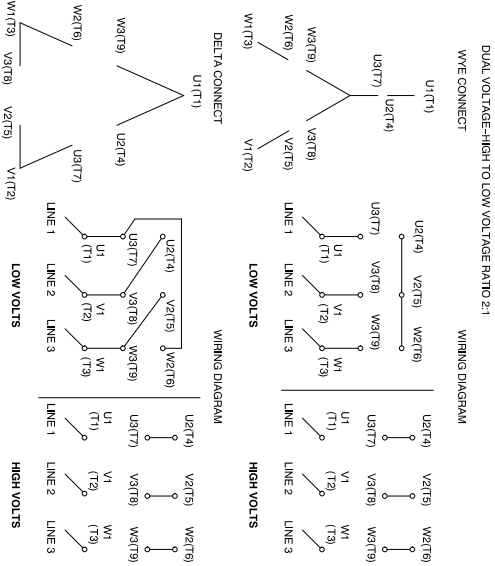 DUAL VOLTAGE–HIGH TO LOW VOLTAGE RATIO 2:1
WYE CONNECT
U1(T1)
U2(T4)
U3(T7)
W3(T9)
V3(T8)
W2(T6)
V2(T5)
W1(T3)
V1(T2)
WIRING DIAGRAM
U2(T4) V2(T5) W2(T6)
U3(T7) V3(T8) W3(T9)
U1 V1 W1
(T1) (T2) (T3)
LINE 1 LINE 2 LINE 3
LOW VOLTS
U2(T4) V2(T5) W2(T6)
U3(T7) V3(T8) W3(T9)
U1 V1 W1
(T1) (T2) (T3)
LINE 1 LINE 2 LINE 3
HIGH VOLTS
DELTA CONNECT
U1(T1)
W3(T9)
U2(T4)
W2(T6)
U3(T7)
W1(T3)
V3(T8)
V2(T5)
V1(T2)
WIRING DIAGRAM
U2(T4) V2(T5) W2(T6)
U3(T7) V3(T8) W3(T9)
U1 V1 W1
(T1) (T2) (T3)
LINE 1 LINE 2 LINE 3
LOW VOLTS
U2(T4) V2(T5) W2(T6)
U3(T7) V3(T8) W3(T9)
U1 V1 W1
(T1) (T2) (T3)
LINE 1 LINE 2 LINE 3
HIGH VOLTS